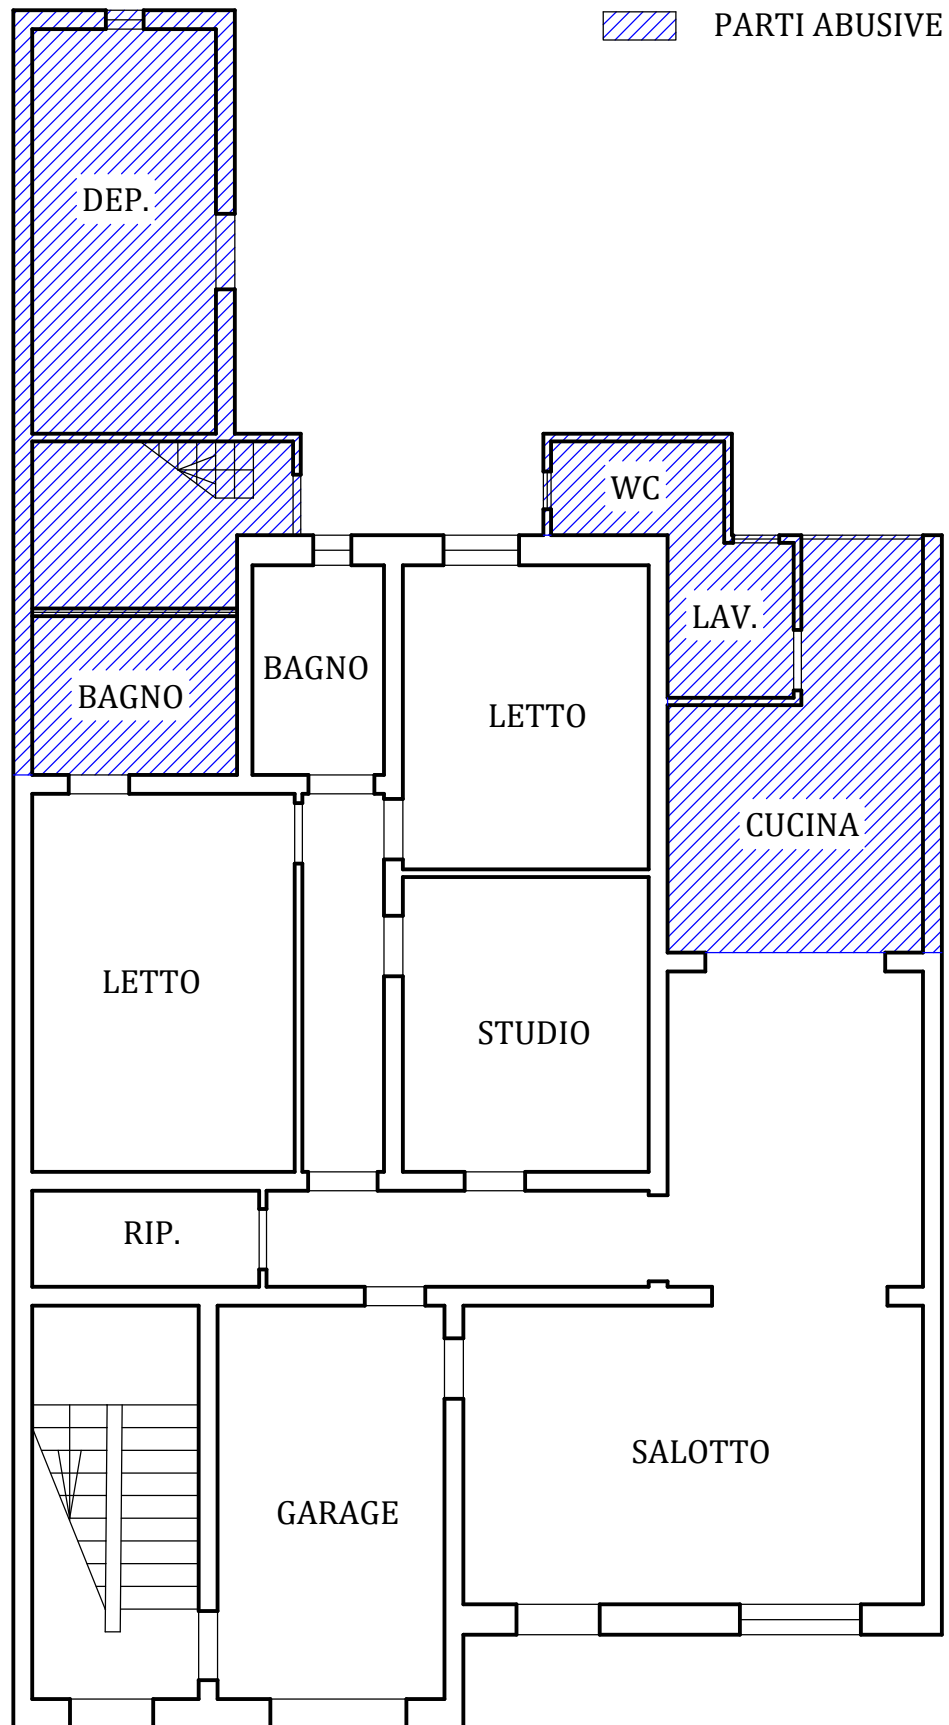 PARTI ABUSIVE
DEP.
WC
LAV.
BAGNO
BAGNO
LETTO
CUCINA
LETTO
STUDIO
RIP.
SALOTTO
GARAGE